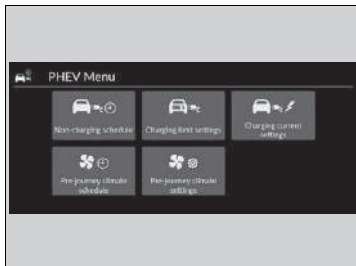 PHEV Menu
Non-charging schedule
Charging limit settings
Charging current
settings
Pre-journey climate
schedule
Pre-journey climate
settings